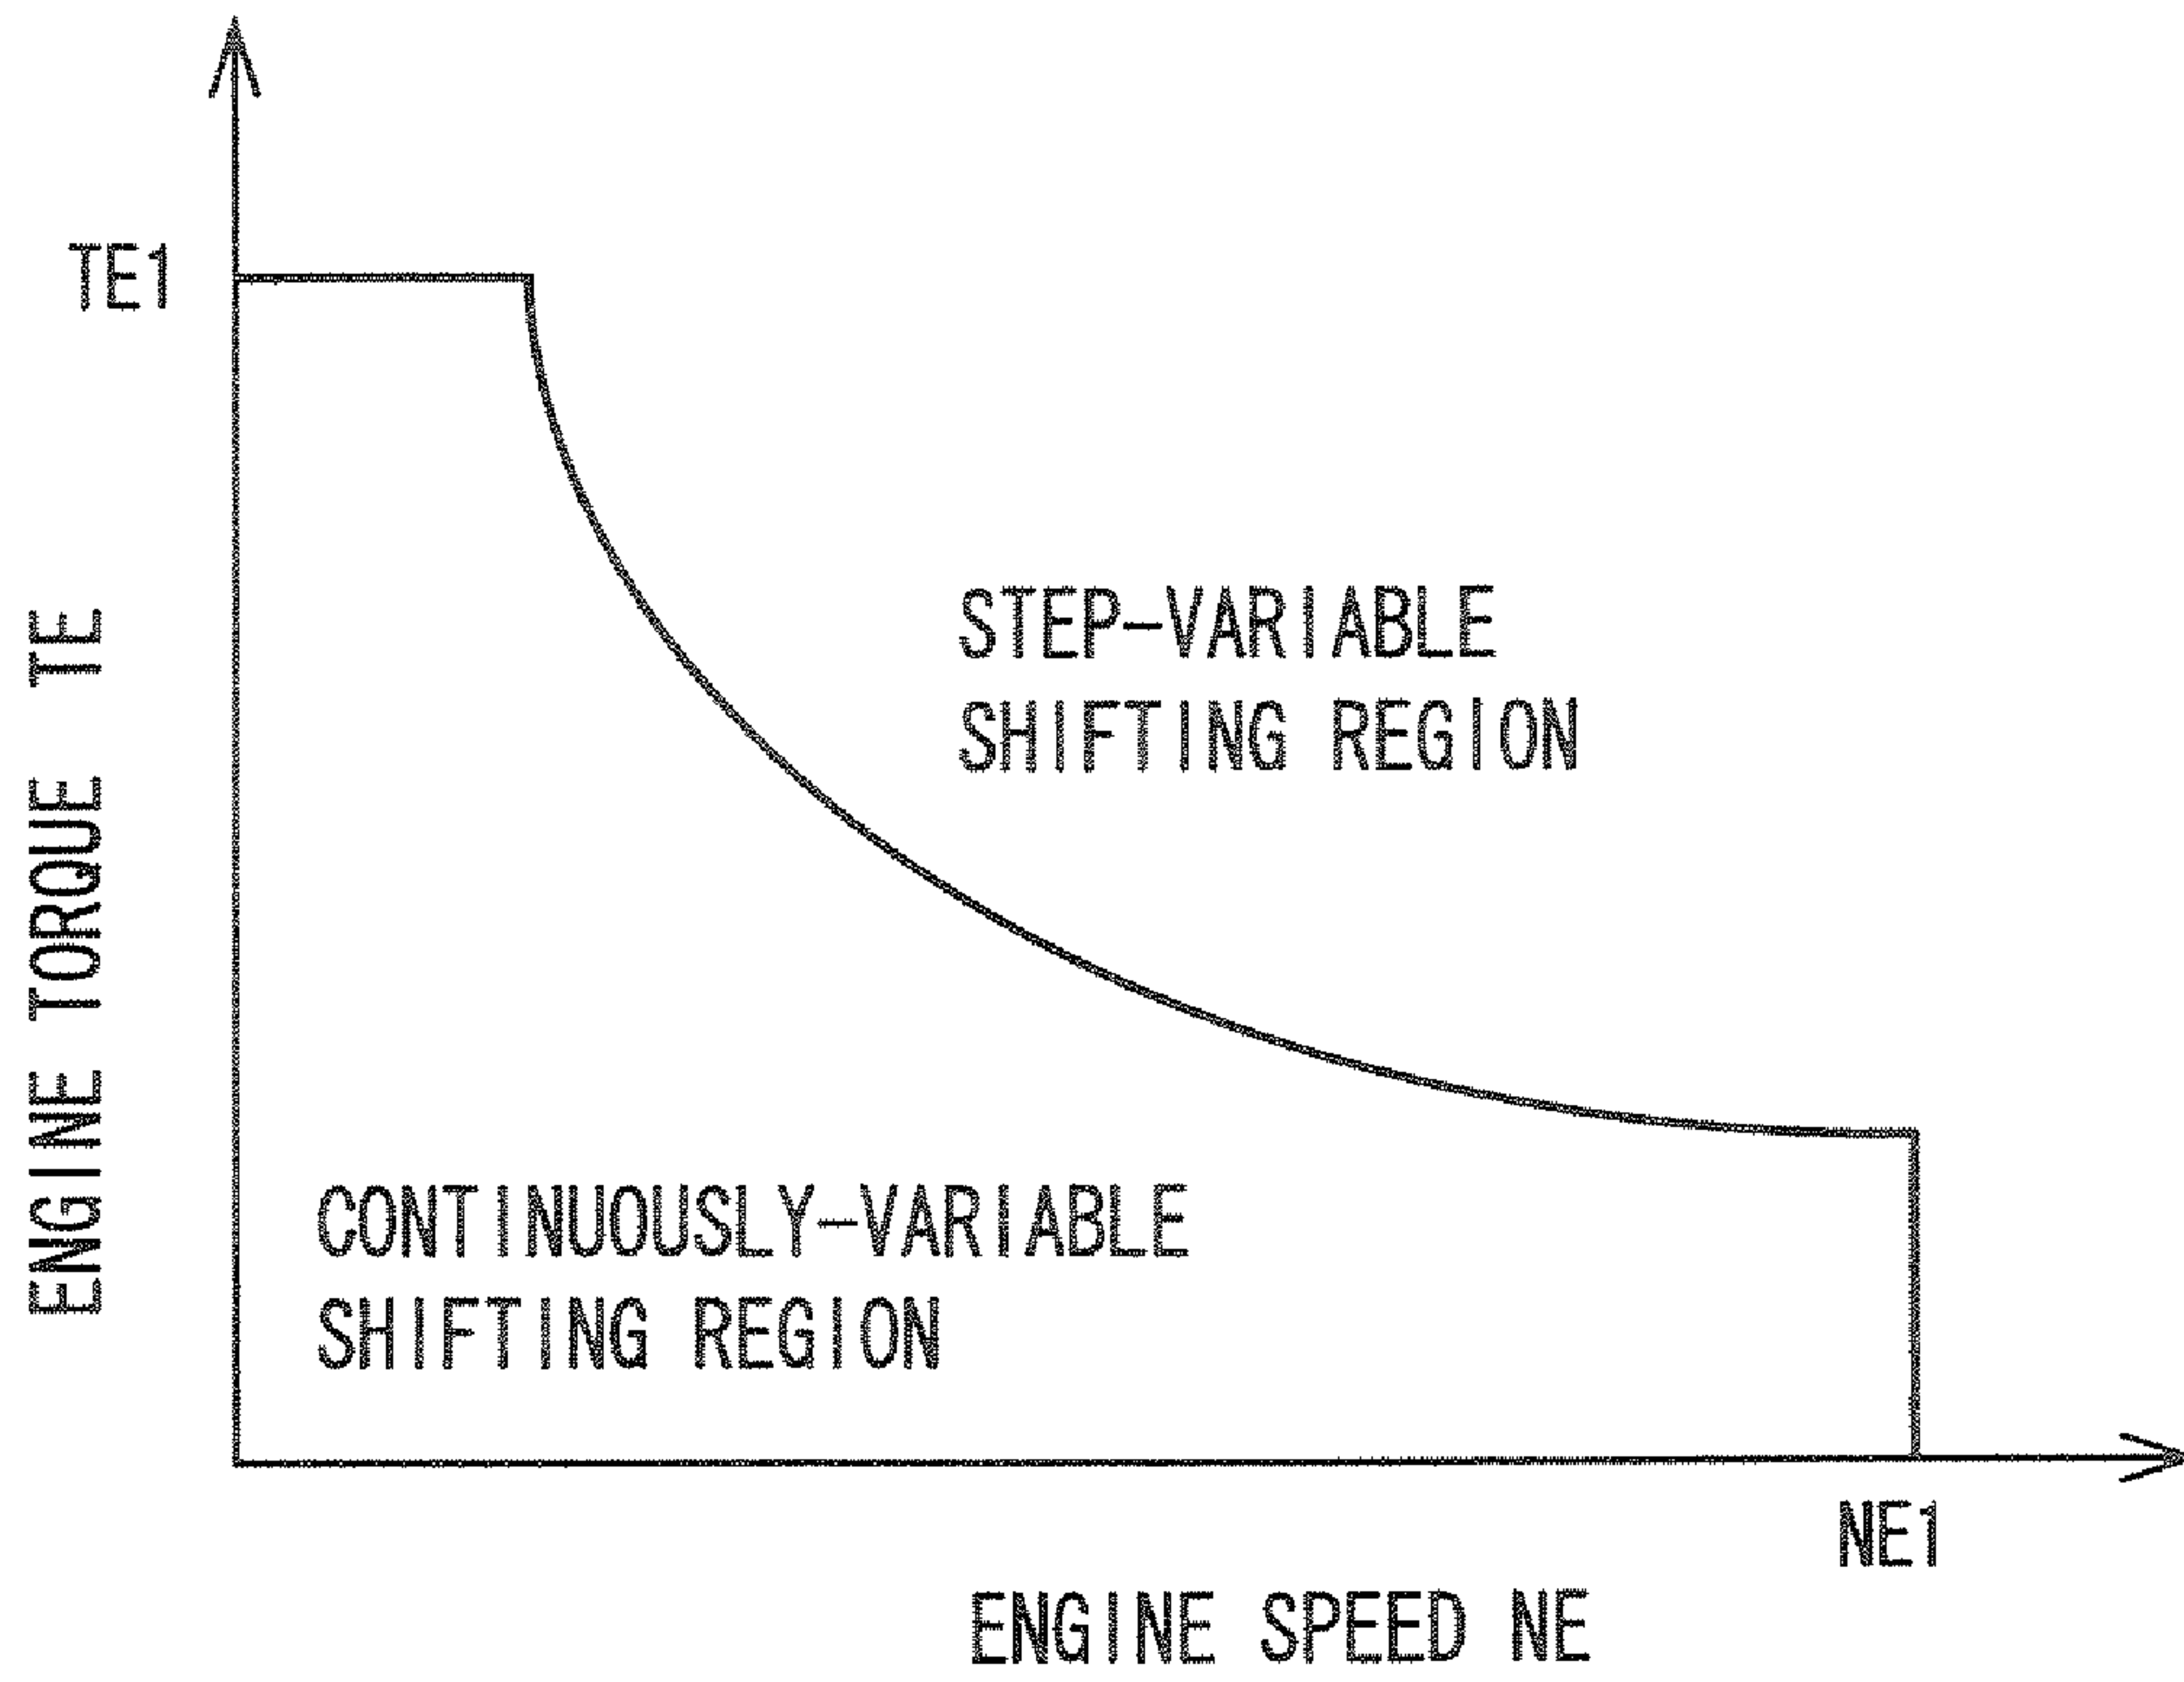 TE1
ENGINE TORQUE TE
STEP-VARIABLE
SHIFTING REGION
CONTINUOUSLY-VARIABLE
SHIFTING REGION
NE1
ENGINE SPEED NE